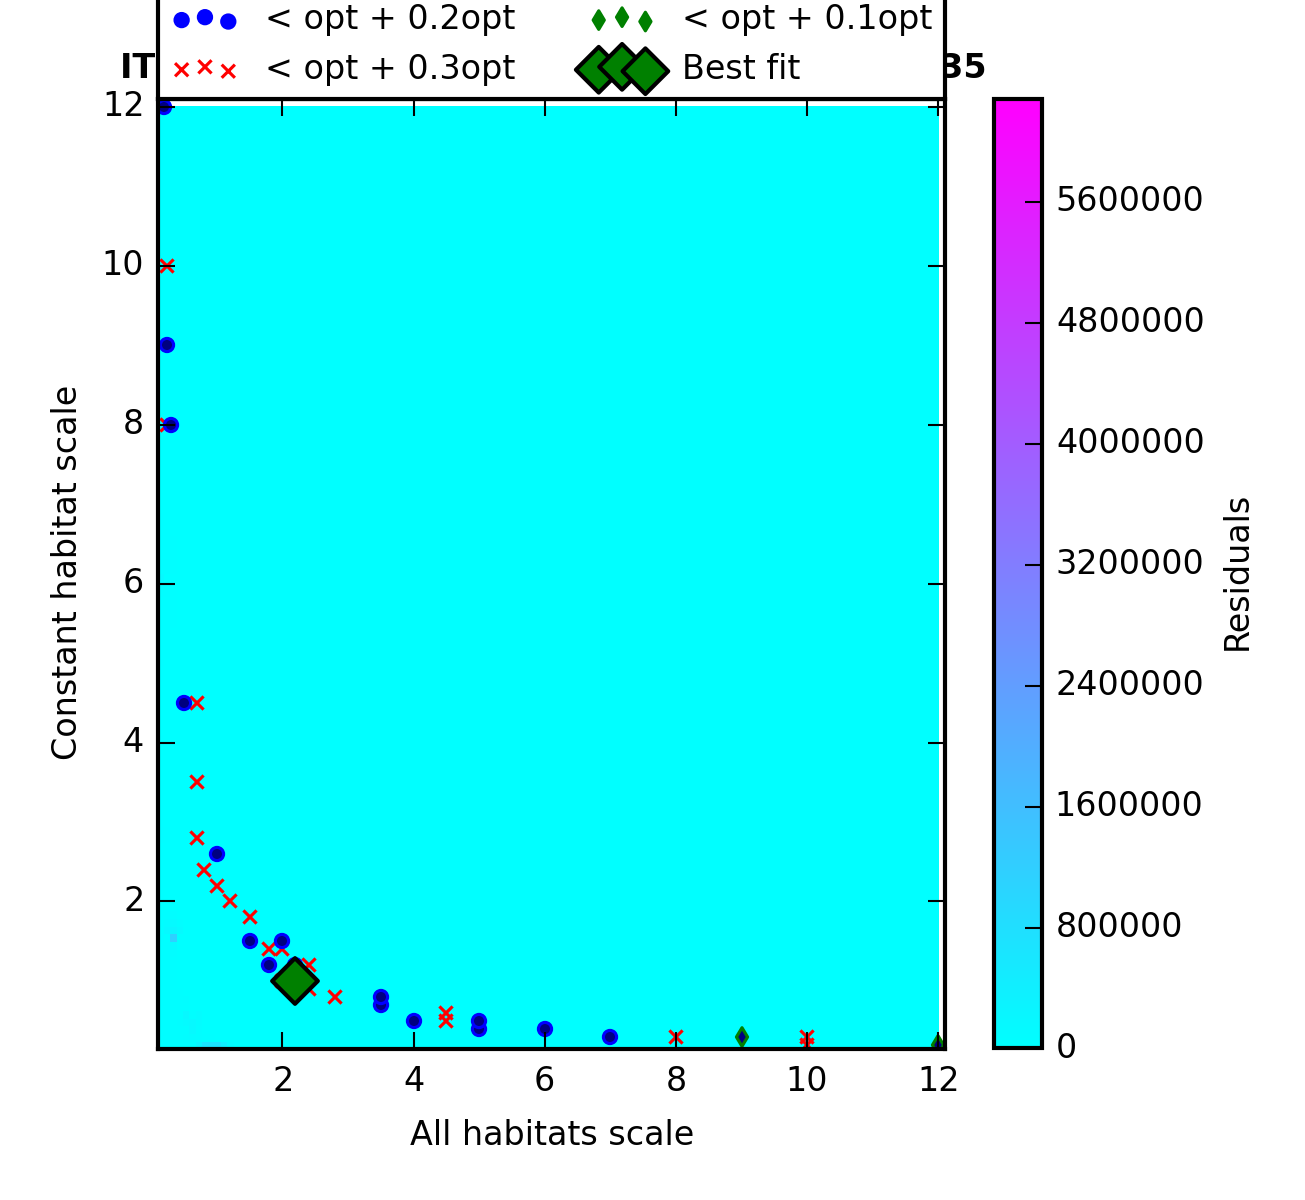 < opt + 0.2opt
< opt + 0.1opt
< opt + 0.3opt
Best fit
IT
35
12
10
8
6
4
2
Constant habitat scale
2 4 6 8 10 12
All habitats scale
5600000
4800000
4000000
3200000
2400000
1600000
800000
0
Residuals